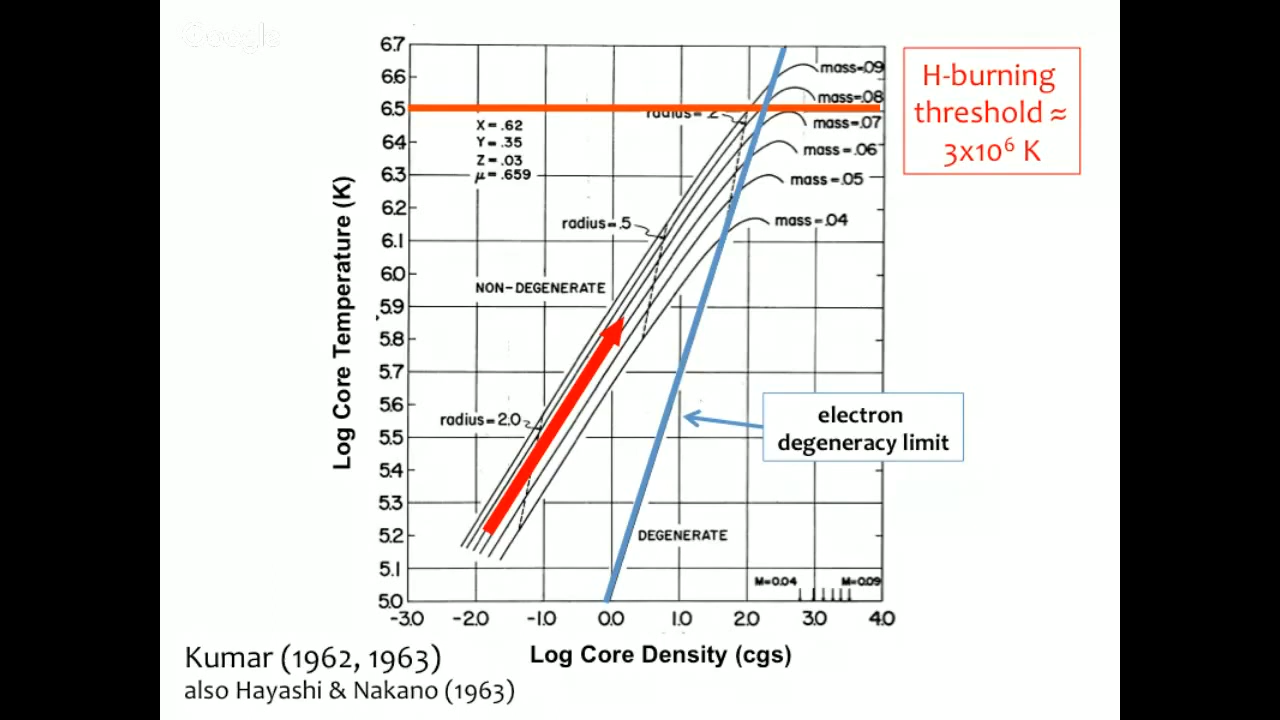 Google
6.7
6.6
6.5
6.4
6.3
6.2
6.1
6.0
5.9
5.8
5.7
5.6
5.5
5.4
5.3
5.2
5.1
5.0
Log Core Temperature (K)
X=.62
Y=.35
Z=.03
μ=.659
radius=.2
radius=.5
radius=2.0
NON-DEGENERATE
DEGENERATE
mass=.09
mass=.08
mass=.07
mass=.06
mass=.05
mass=.04
M=0.04 M=0.09
-3.0 -2.0 -1.0 0.0 1.0 2.0 3.0 4.0
Log Core Density (cgs)
H-burning
threshold ≈
3x10⁶ K
electron
degeneracy limit
Kumar (1962, 1963)
also Hayashi & Nakano (1963)